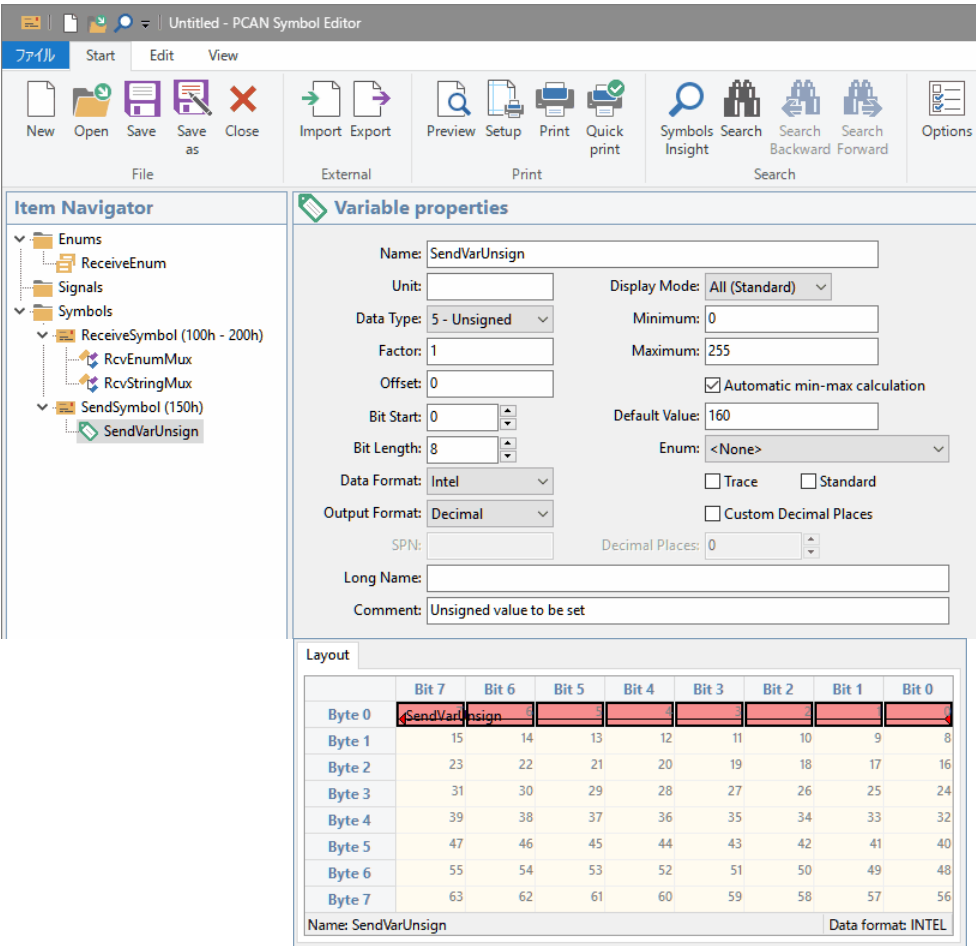 Untitled - PCAN Symbol Editor
ファイル Start Edit View
New Open Save Save as Close Import Export Preview Setup Print Quick print Symbols Insight Search Search Backward Search Forward Options
File External Print Search
Item Navigator
Enums
ReceiveEnum
Signals
Symbols
ReceiveSymbol (100h - 200h)
RcvEnumMux
RcvStringMux
SendSymbol (150h)
SendVarUnsign
Variable properties
Name: SendVarUnsign
Unit: Display Mode: All (Standard)
Data Type: 5 - Unsigned Minimum: 0
Factor: 1 Maximum: 255
Offset: 0 Automatic min-max calculation
Bit Start: 0 Default Value: 160
Bit Length: 8 Enum: <None>
Data Format: Intel Trace Standard
Output Format: Decimal Custom Decimal Places
SPN: Decimal Places: 0
Long Name:
Comment: Unsigned value to be set
Layout
Bit 7 Bit 6 Bit 5 Bit 4 Bit 3 Bit 2 Bit 1 Bit 0
Byte 0 SendVarUnsign 6 5 4 3 2 1 0
Byte 1 15 14 13 12 11 10 9 8
Byte 2 23 22 21 20 19 18 17 16
Byte 3 31 30 29 28 27 26 25 24
Byte 4 39 38 37 36 35 34 33 32
Byte 5 47 46 45 44 43 42 41 40
Byte 6 55 54 53 52 51 50 49 48
Byte 7 63 62 61 60 59 58 57 56
Name: SendVarUnsign Data format: INTEL